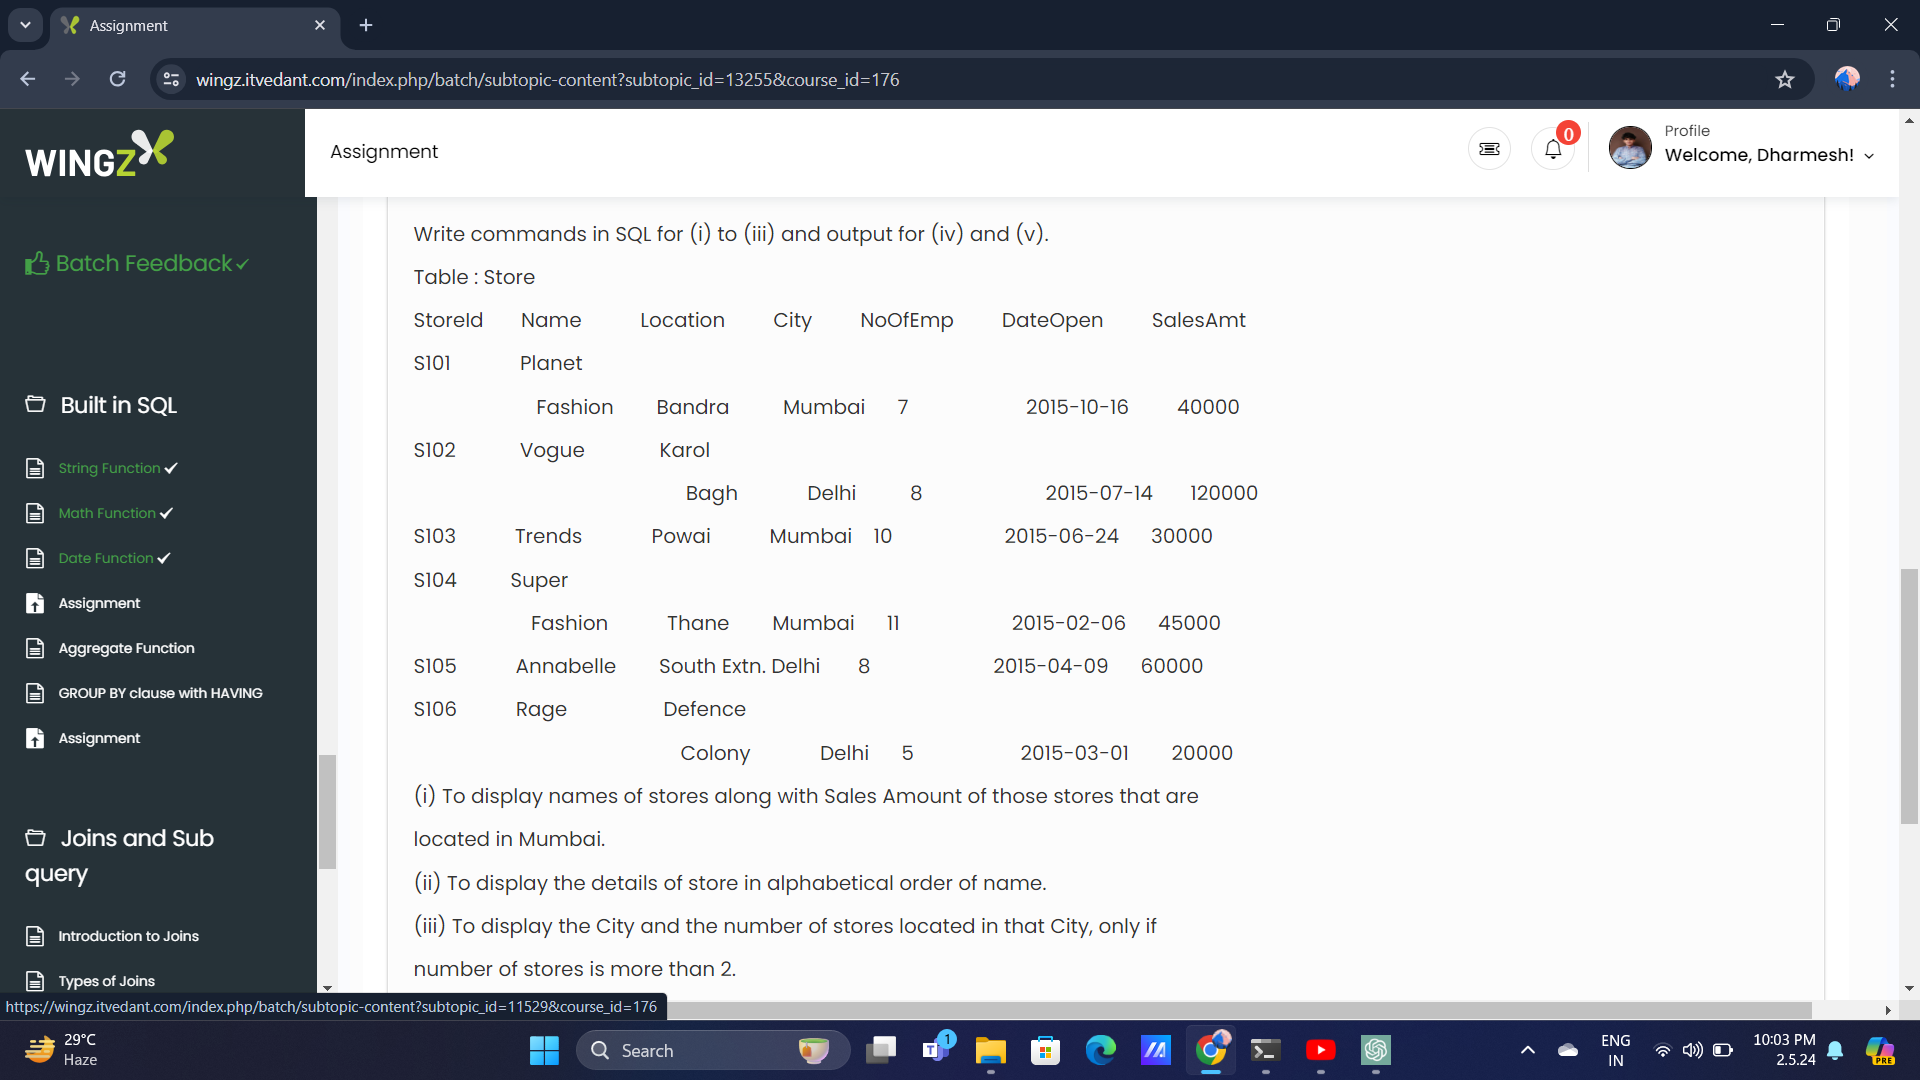 Assignment
wingz.itvedant.com/index.php/batch/subtopic-content?subtopic_id=13255&course_id=176
WINGZ
Assignment
0
Profile
Welcome, Dharmesh!
Batch Feedback
Built in SQL
String Function
Math Function
Date Function
Assignment
Aggregate Function
GROUP BY clause with HAVING
Assignment
Joins and Sub
query
Introduction to Joins
Types of Joins
Write commands in SQL for (i) to (iii) and output for (iv) and (v).
Table : Store
StoreId Name Location City NoOfEmp DateOpen SalesAmt
S101 Planet
Fashion Bandra Mumbai 7 2015-10-16 40000
S102 Vogue Karol
Bagh Delhi 8 2015-07-14 120000
S103 Trends Powai Mumbai 10 2015-06-24 30000
S104 Super
Fashion Thane Mumbai 11 2015-02-06 45000
S105 Annabelle South Extn. Delhi 8 2015-04-09 60000
S106 Rage Defence
Colony Delhi 5 2015-03-01 20000
(i) To display names of stores along with Sales Amount of those stores that are
located in Mumbai.
(ii) To display the details of store in alphabetical order of name.
(iii) To display the City and the number of stores located in that City, only if
number of stores is more than 2.
https://wingz.itvedant.com/index.php/batch/subtopic-content?subtopic_id=11529&course_id=176
29°C
Haze
Search
T
1
ENG
IN
10:03 PM
2.5.24
PRE